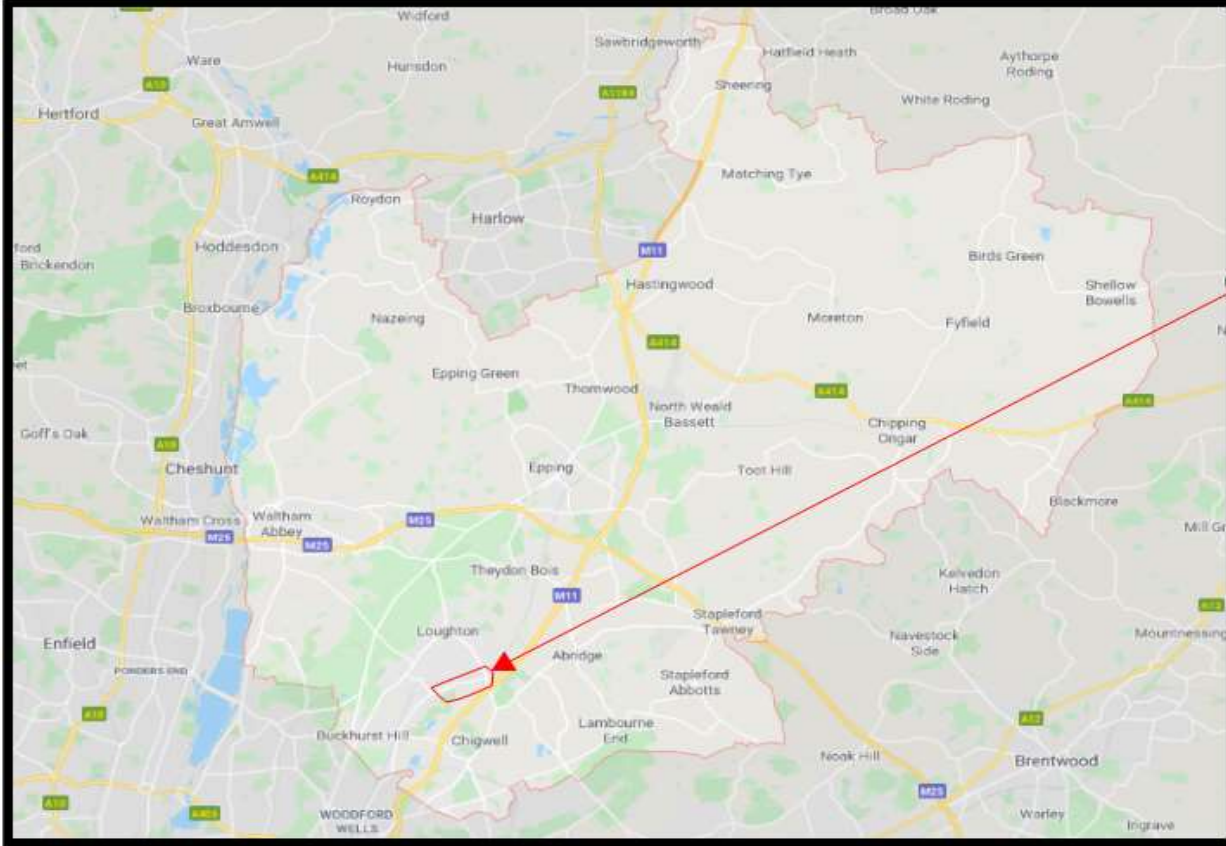 Widford
Broad Oak
Sawbridgeworth
Hatfield Heath
Ware
Hunsdon
Aythorpe
Roding
A10
Sheering
A1184
White Roding
Hertford
Great Amwell
A414
Matching Tye
Roydon
Harlow
Hoddesdon
M11
ford
Brickendon
Birds Green
Hastingwood
Shellow
Bowells
Broxbourne
Nazeing
Moreton
Fyfield
A414
Epping Green
Thornwood
A414
A414
North Weald
Bassett
Chipping
Ongar
Goff's Oak
A10
Cheshunt
Epping
Toot Hill
Blackmore
Waltham Cross
Waltham
Abbey
M25
M25
M25
Mill Gr
Theydon Bois
M11
Kelvedon
Hatch
A12
Stapleford
Tawney
Loughton
Enfield
Navestock
Side
Mountnessing
Abridge
PONDERS END
Stapleford
Abbotts
A10
Lambourne
End
A12
Buckhurst Hill
Chigwell
Noak Hill
Brentwood
M25
A10
A406
WOODFORD
WELLS
Warley
Ingrave